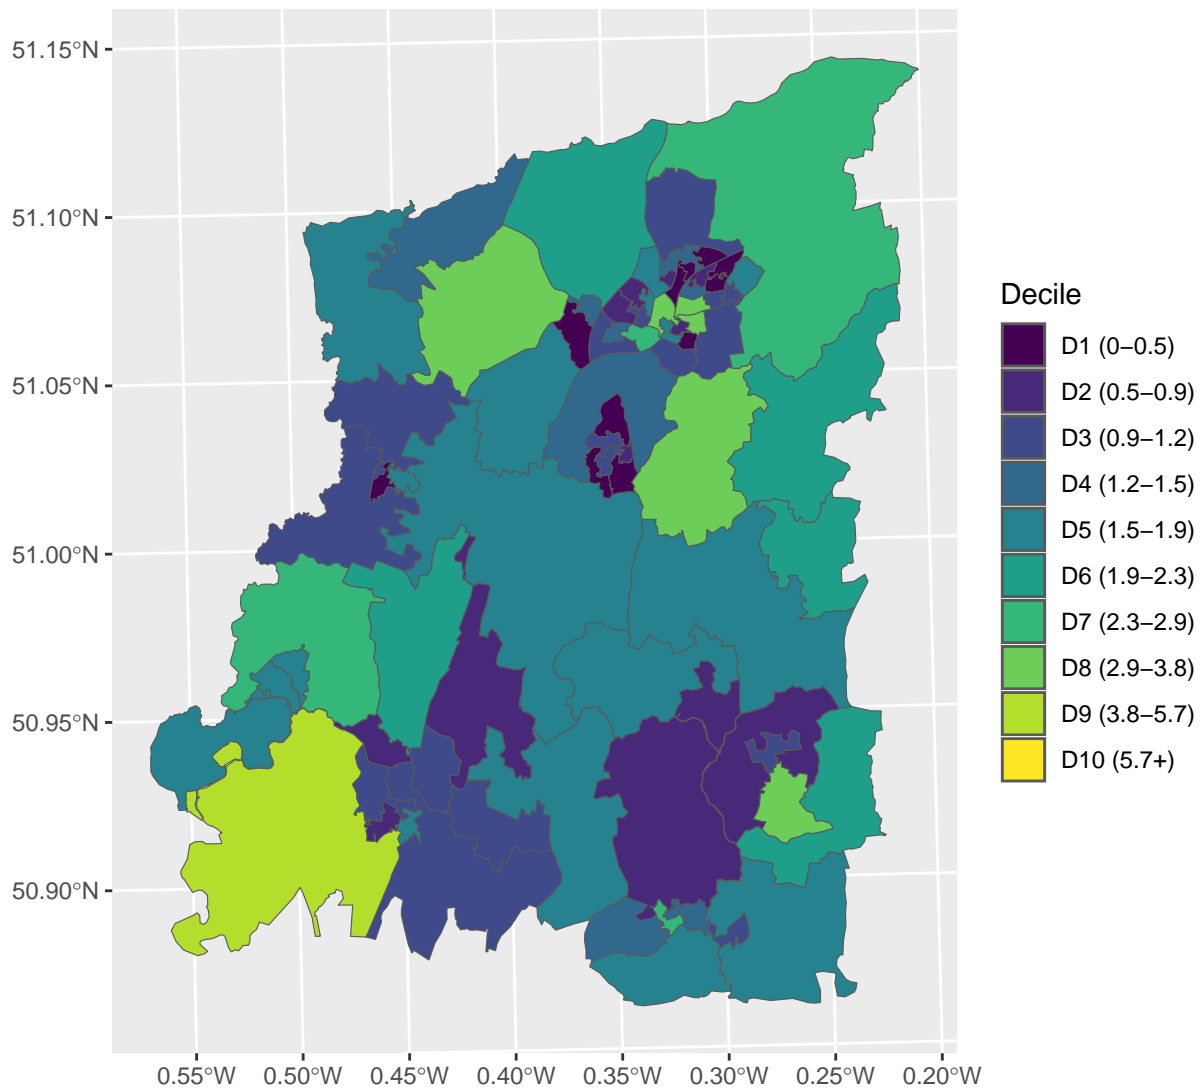 51.15°N
51.10°N
51.05°N
51.00°N
50.95°N
50.90°N
0.55°W 0.50°W 0.45°W 0.40°W 0.35°W 0.30°W 0.25°W 0.20°W
Decile
D1 (0–0.5)
D2 (0.5–0.9)
D3 (0.9–1.2)
D4 (1.2–1.5)
D5 (1.5–1.9)
D6 (1.9–2.3)
D7 (2.3–2.9)
D8 (2.9–3.8)
D9 (3.8–5.7)
D10 (5.7+)